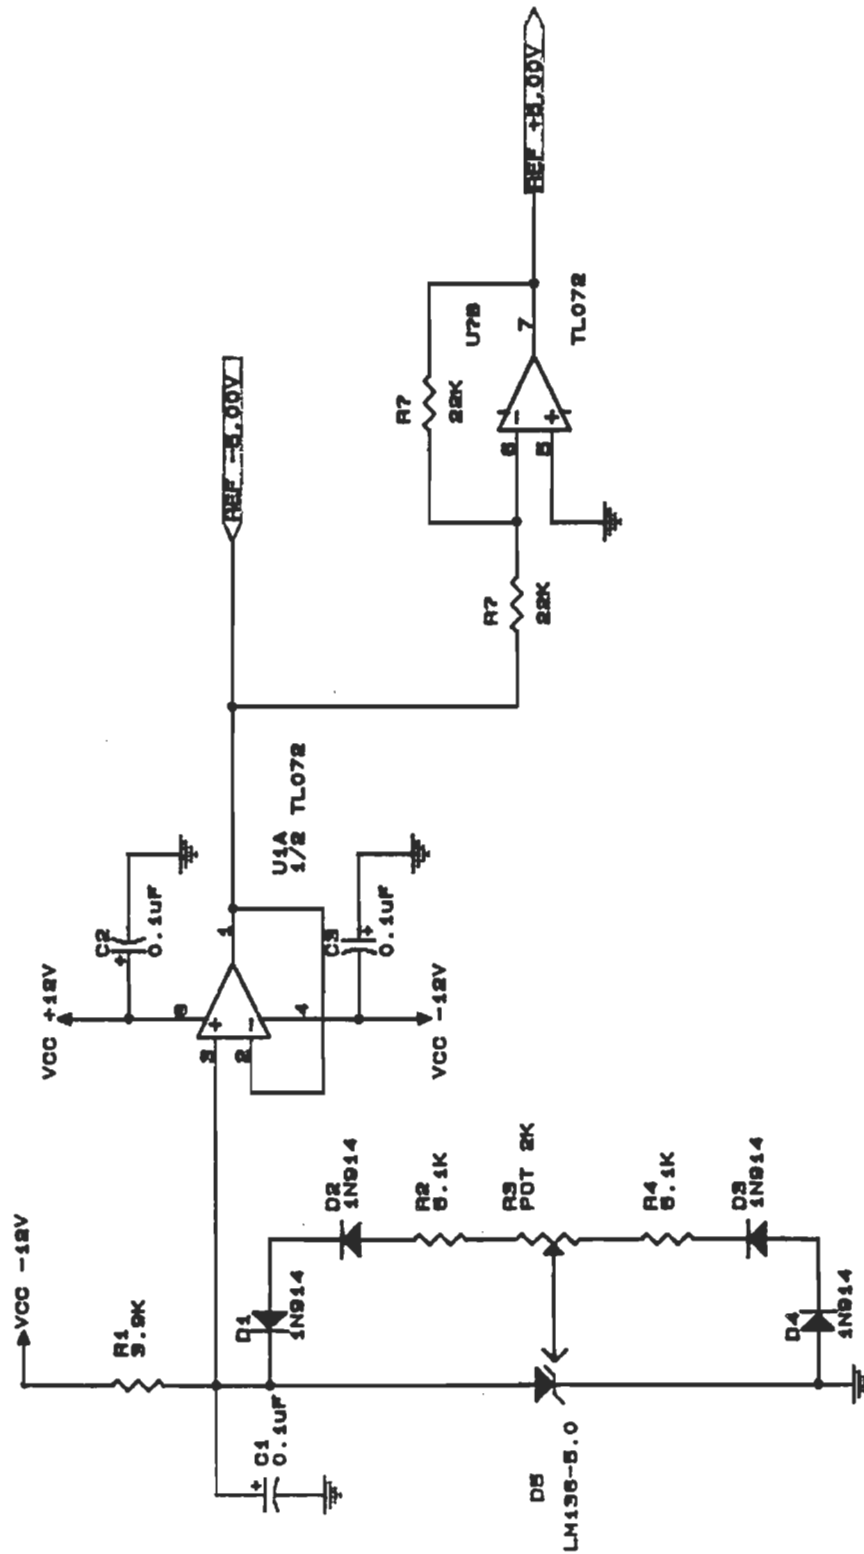 VCC -12V
R1
3.9K
C1
0.1uF
+
D1
1N914
D2
1N914
R2
5.1K
R3
POT 2K
R4
5.1K
D3
1N914
D4
1N914
D5
LM136-5.0
VCC +12V
C2
0.1uF
+
8
3
+
2
-
1
4
U1A
1/2 TL072
C3
0.1uF
+
VCC -12V
REF -5.00V
R?
22K
R?
22K
6
-
5
+
7
U?B
TL072
REF +5.00V